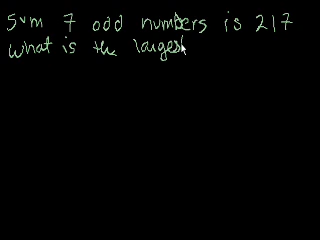 Sum 7 odd numbers is 217
What is the largest